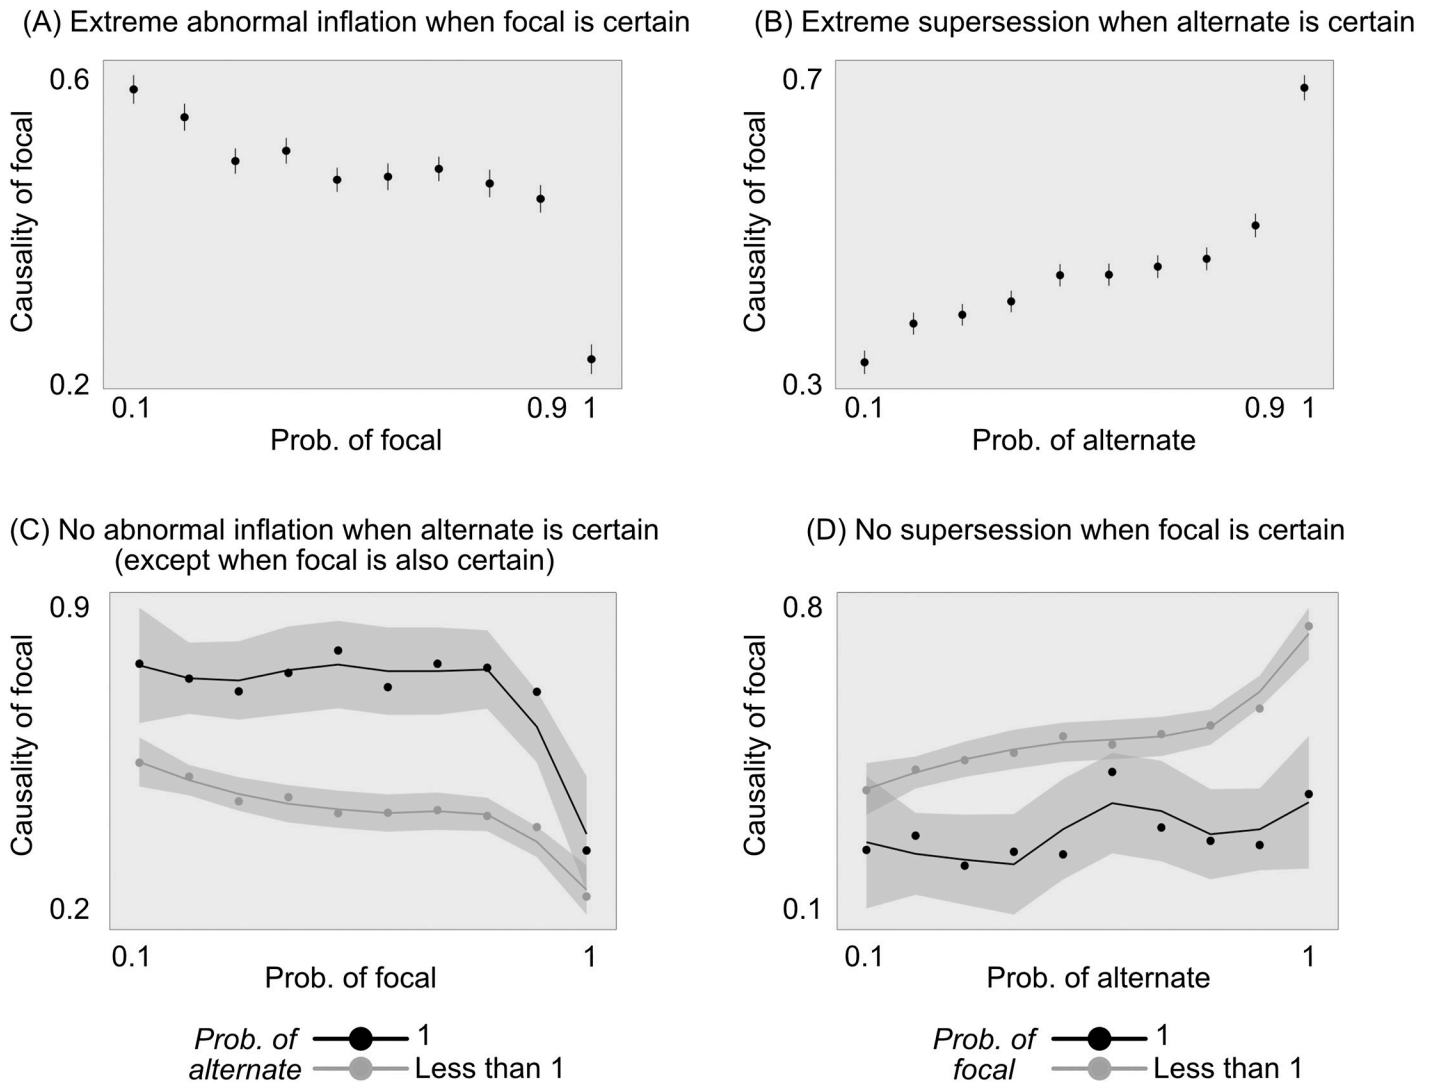 (A) Extreme abnormal inflation when focal is certain
0.6
0.2
Causality of focal
0.1 0.9 1
Prob. of focal
(B) Extreme supersession when alternate is certain
0.7
0.3
Causality of focal
0.1 0.9 1
Prob. of alternate
(C) No abnormal inflation when alternate is certain
(except when focal is also certain)
0.9
0.2
Causality of focal
0.1 1
Prob. of focal
Prob. of
alternate
1
Less than 1
(D) No supersession when focal is certain
0.8
0.1
Causality of focal
0.1 1
Prob. of alternate
Prob. of
focal
1
Less than 1